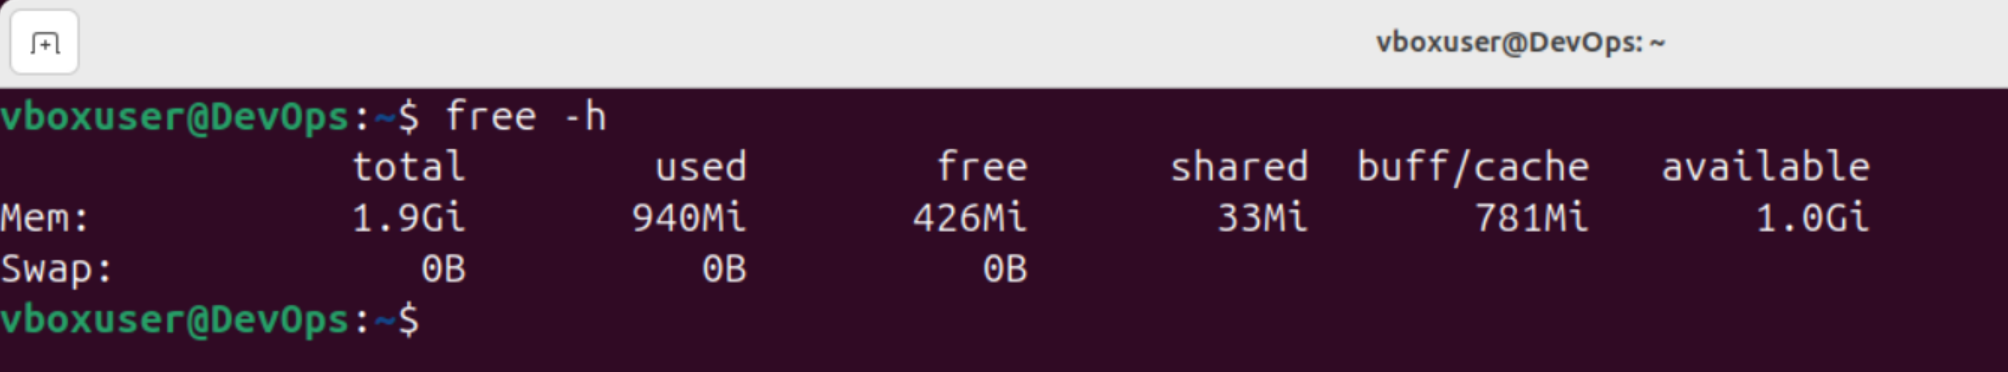 vboxuser@DevOps: ~
vboxuser@DevOps:~$ free -h
total used free shared buff/cache available
Mem: 1.9Gi 940Mi 426Mi 33Mi 781Mi 1.0Gi
Swap: 0B 0B 0B
vboxuser@DevOps:~$